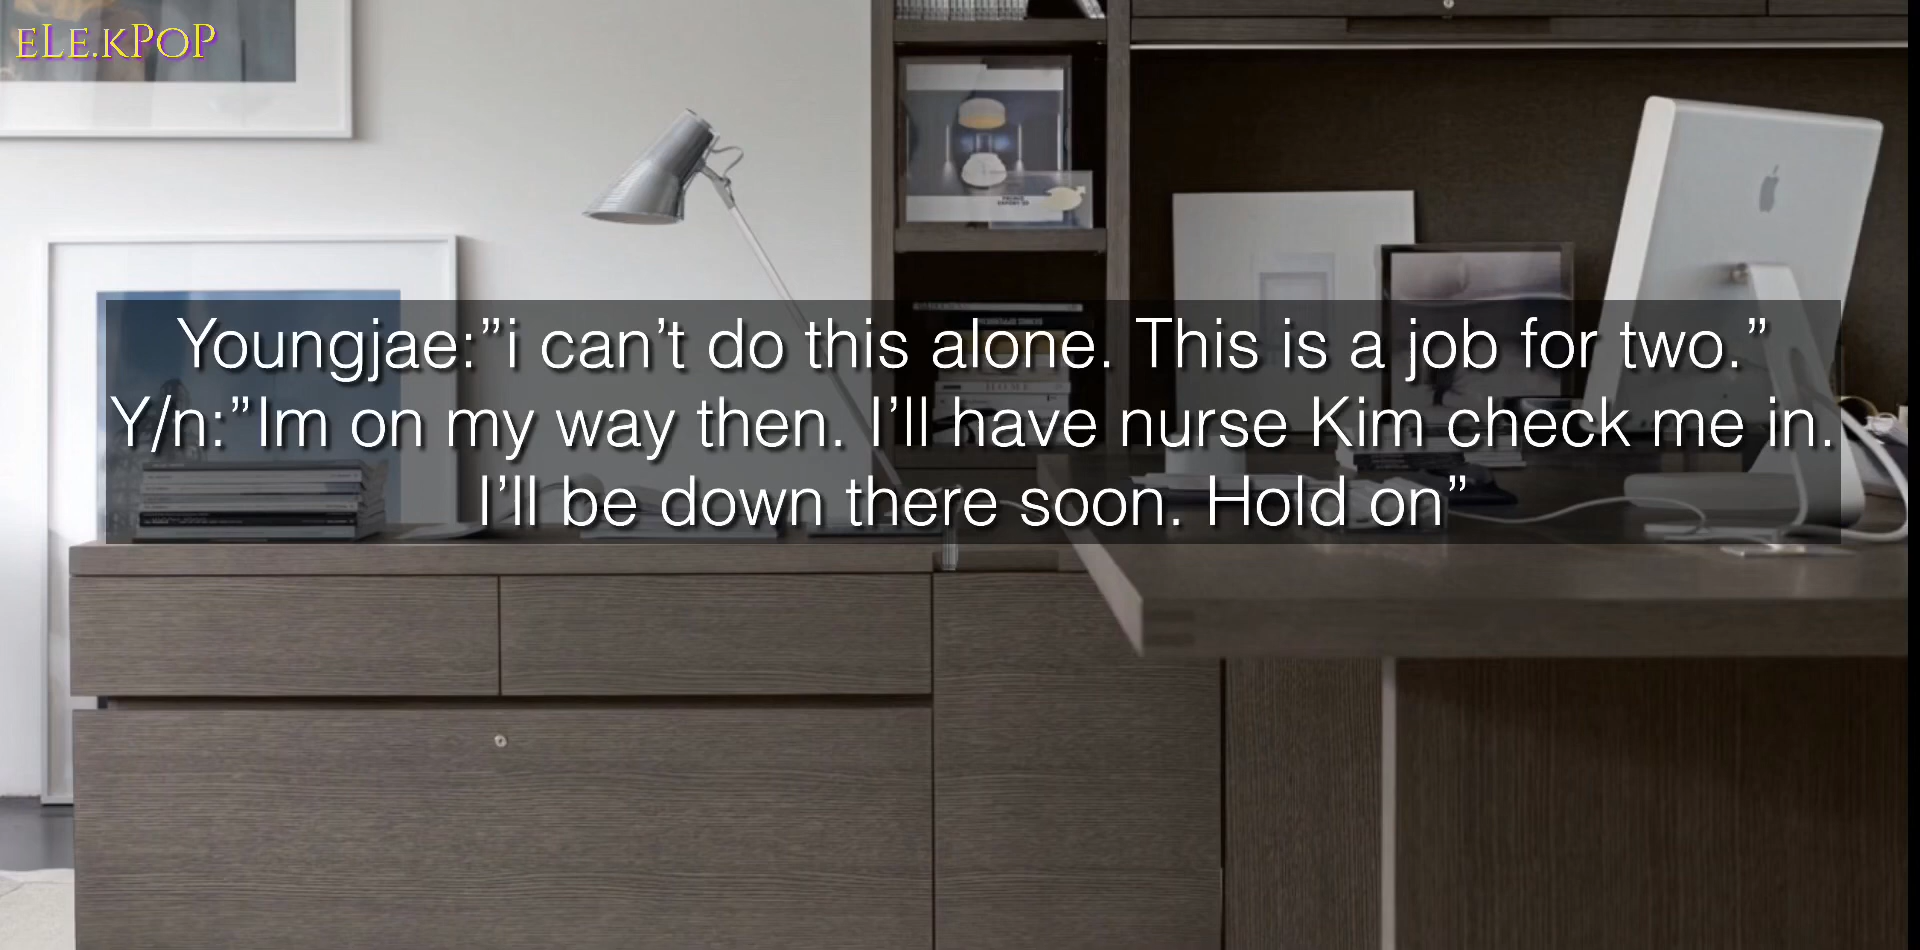 eLe.kPoP
Youngjae:”i can’t do this alone. This is a job for two.”
Y/n:”Im on my way then. I’ll have nurse Kim check me in.
I’ll be down there soon. Hold on”
HOME